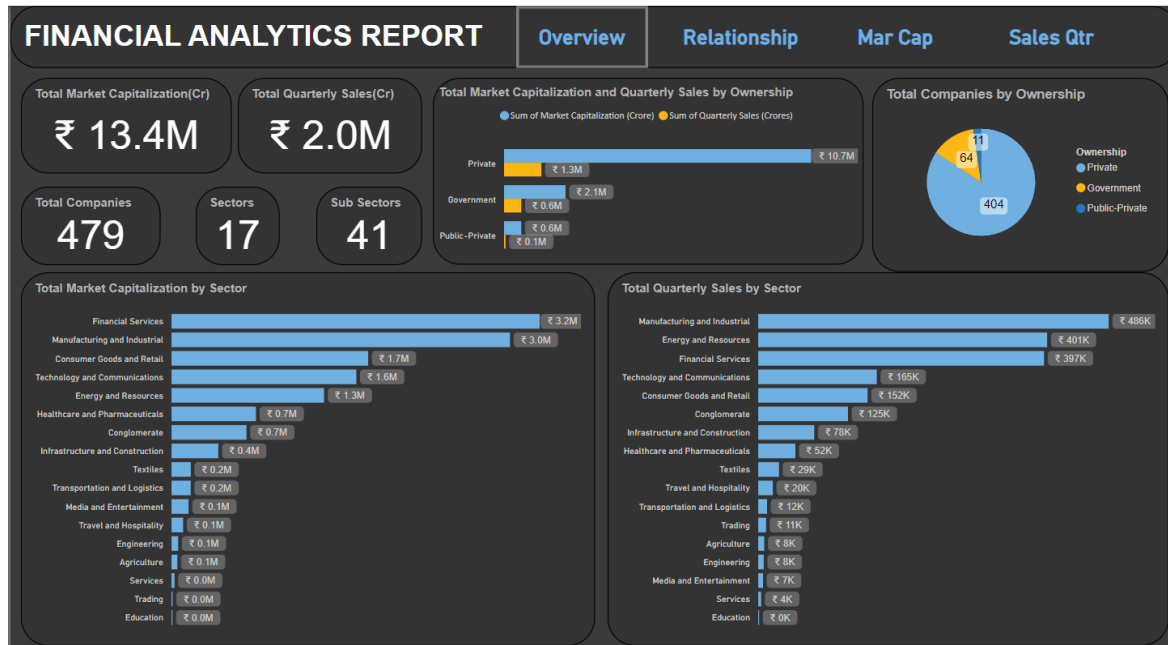 FINANCIAL ANALYTICS REPORT
Overview
Relationship
Mar Cap
Sales Qtr
Total Market Capitalization(Cr)
₹ 13.4M
Total Quarterly Sales(Cr)
₹ 2.0M
Total Companies
479
Sectors
17
Sub Sectors
41
Total Market Capitalization and Quarterly Sales by Ownership
Sum of Market Capitalization (Crore) Sum of Quarterly Sales (Crores)
Private ₹ 10.7M
₹ 1.3M
Government ₹ 2.1M
₹ 0.6M
Public-Private ₹ 0.6M
₹ 0.1M
Total Companies by Ownership
11
64
404
Ownership
Private
Government
Public-Private
Total Market Capitalization by Sector
Financial Services ₹ 3.2M
Manufacturing and Industrial ₹ 3.0M
Consumer Goods and Retail ₹ 1.7M
Technology and Communications ₹ 1.6M
Energy and Resources ₹ 1.3M
Healthcare and Pharmaceuticals ₹ 0.7M
Conglomerate ₹ 0.7M
Infrastructure and Construction ₹ 0.4M
Textiles ₹ 0.2M
Transportation and Logistics ₹ 0.2M
Media and Entertainment ₹ 0.1M
Travel and Hospitality ₹ 0.1M
Engineering ₹ 0.1M
Agriculture ₹ 0.1M
Services ₹ 0.0M
Trading ₹ 0.0M
Education ₹ 0.0M
Total Quarterly Sales by Sector
Manufacturing and Industrial ₹ 486K
Energy and Resources ₹ 401K
Financial Services ₹ 397K
Technology and Communications ₹ 165K
Consumer Goods and Retail ₹ 152K
Conglomerate ₹ 125K
Infrastructure and Construction ₹ 78K
Healthcare and Pharmaceuticals ₹ 52K
Textiles ₹ 29K
Travel and Hospitality ₹ 20K
Transportation and Logistics ₹ 12K
Trading ₹ 11K
Agriculture ₹ 8K
Engineering ₹ 8K
Media and Entertainment ₹ 7K
Services ₹ 4K
Education ₹ 0K